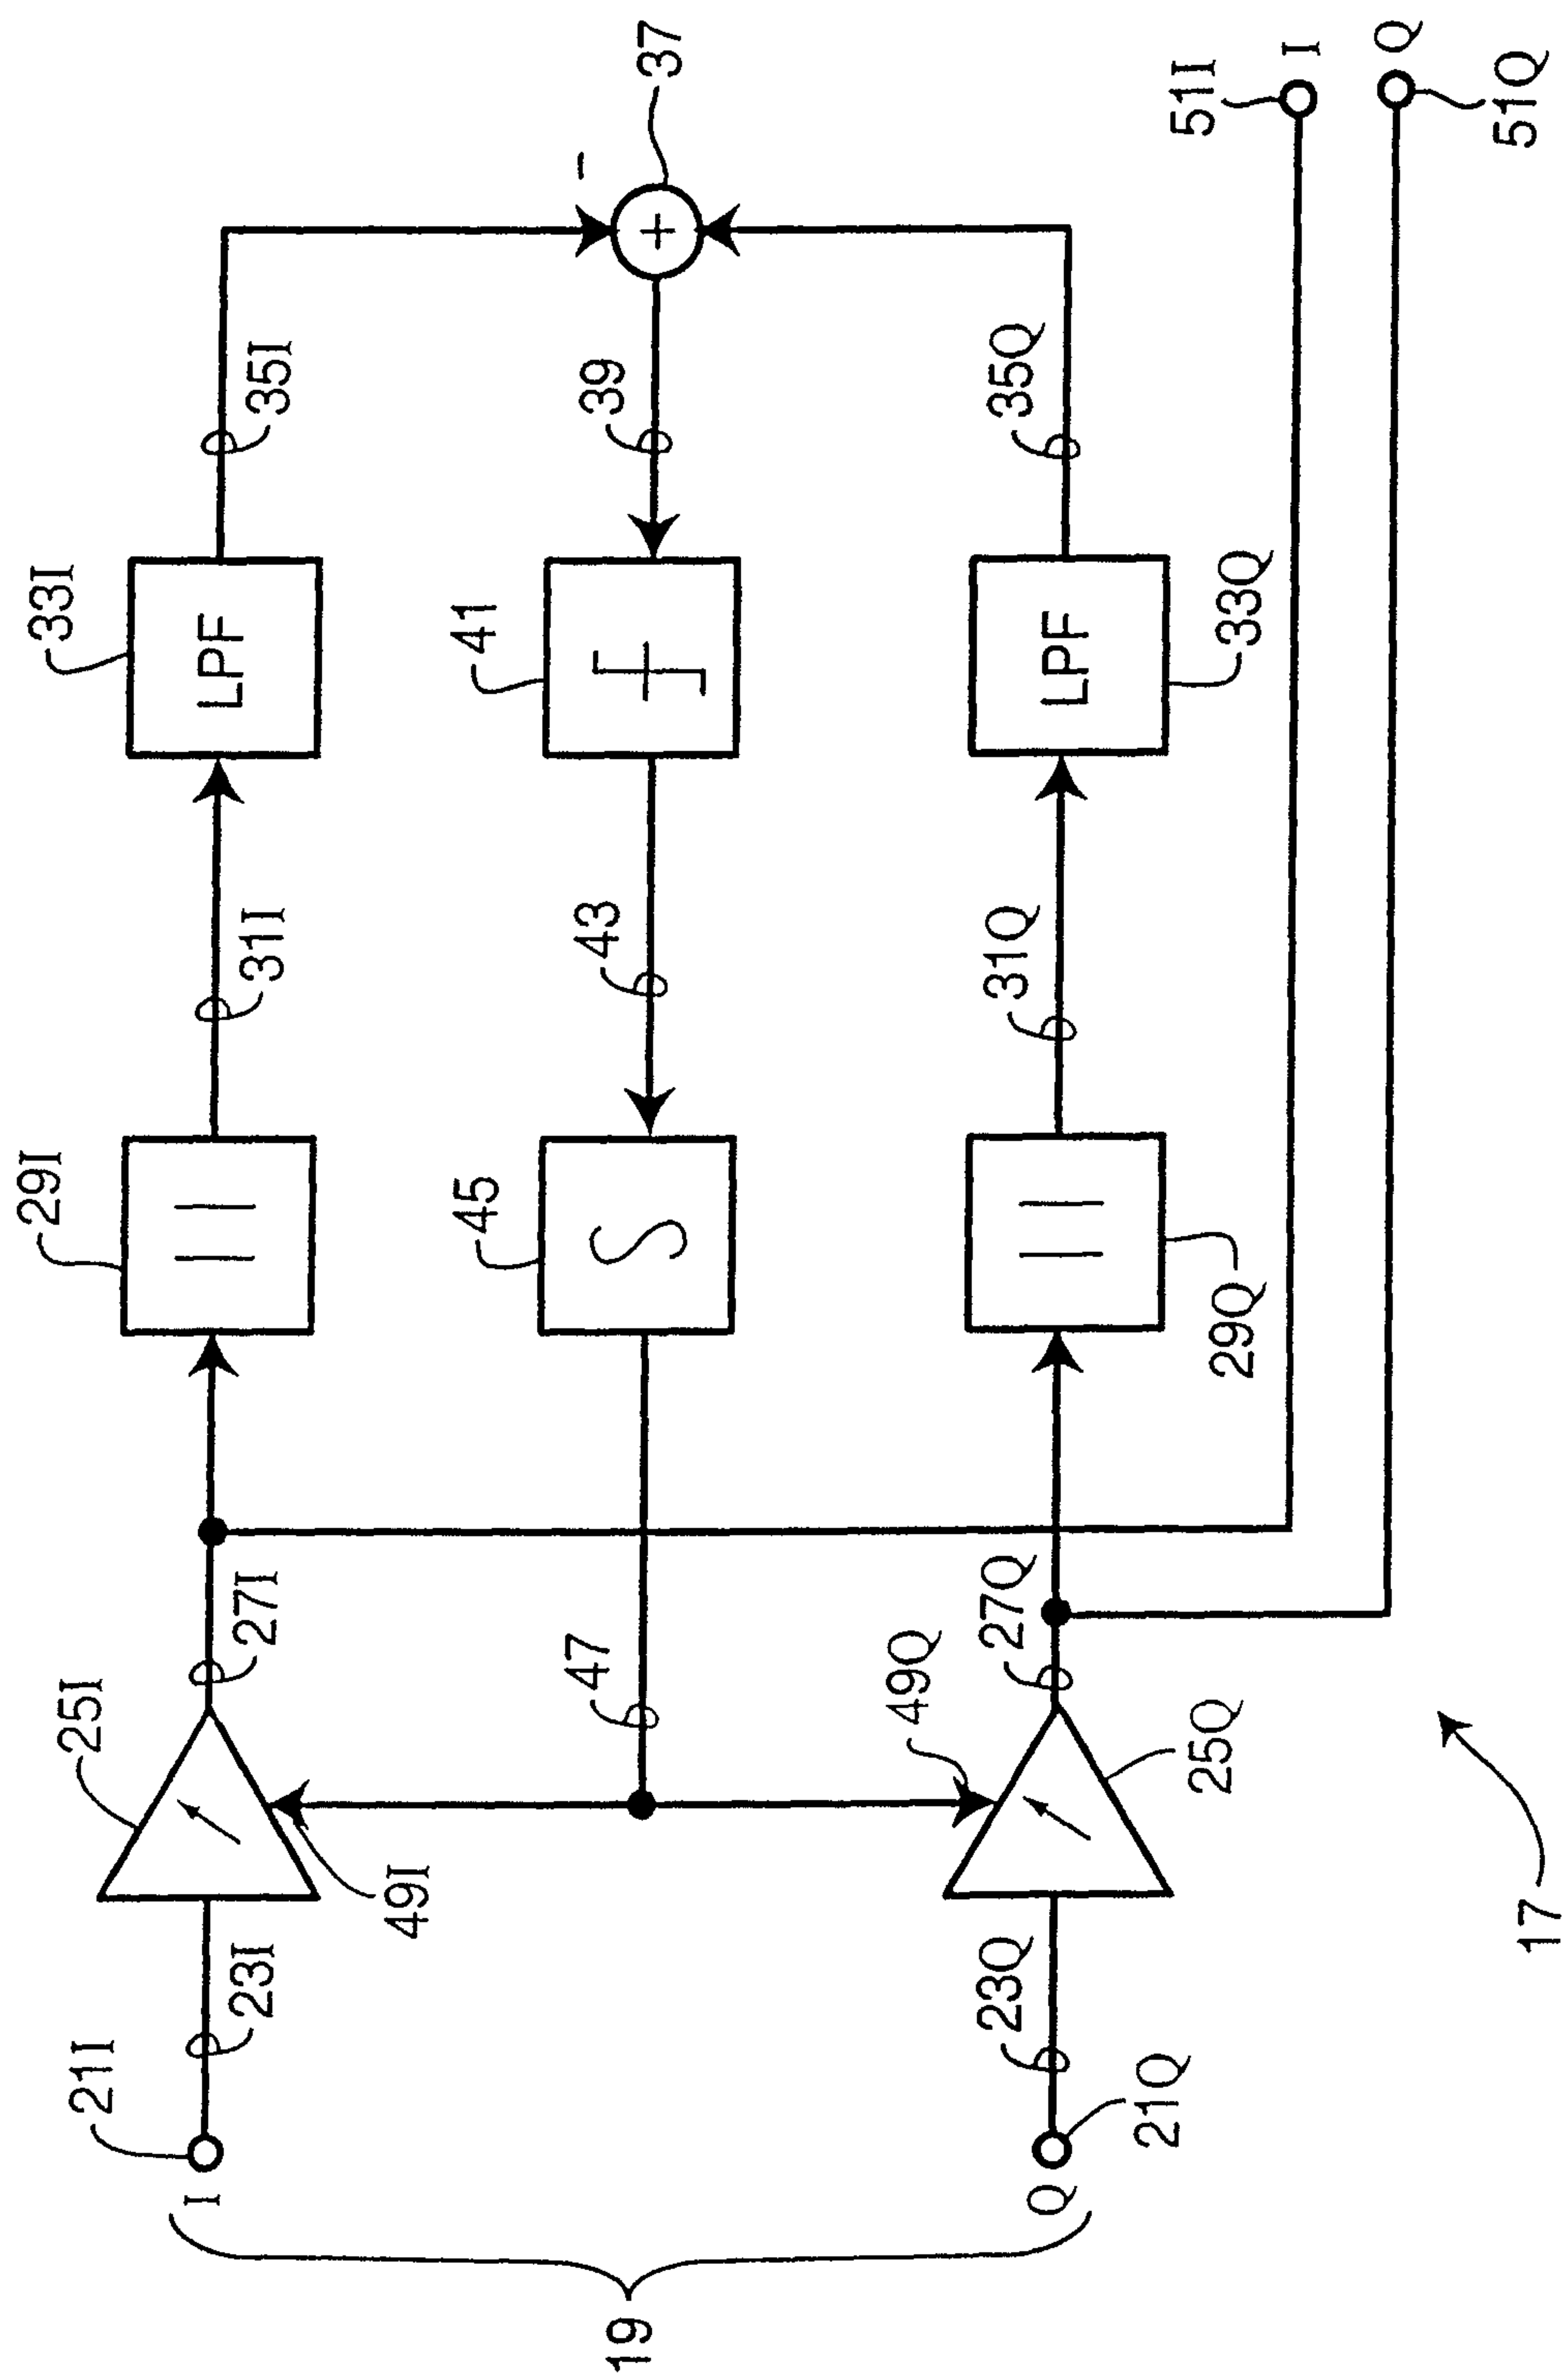 33I
35I
37
29I
31I
LPF
-
+
25I
27I
41
39
21I
23I
45
43
I
49I
47
S
19
49Q
27Q
31Q
35Q
Q
23Q
LPF
21Q
25Q
29Q
33Q
51I
I
Q
51Q
17